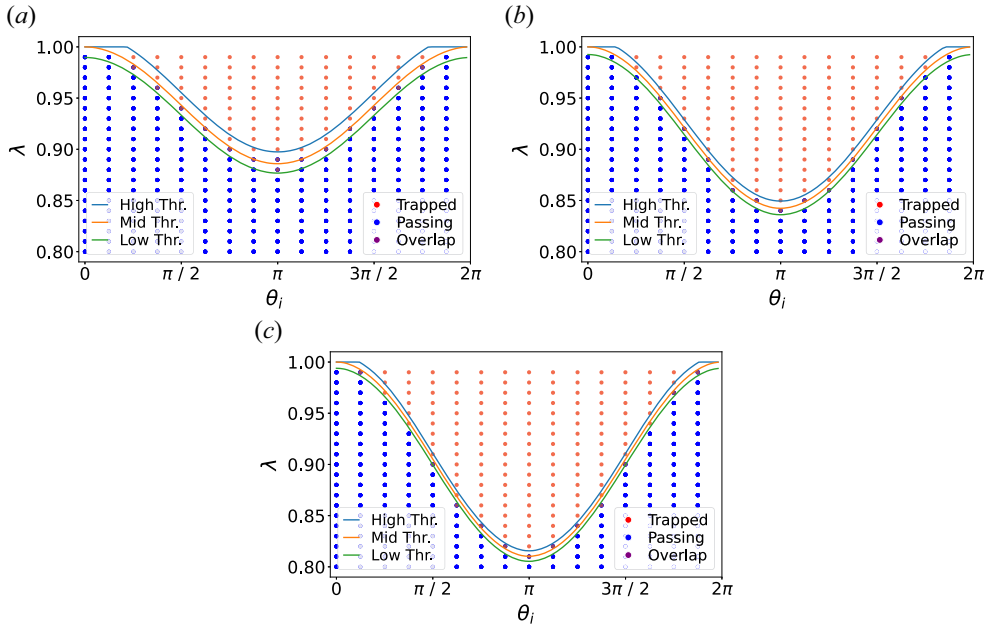 (a)
1.00
0.95
0.90
0.85
0.80
λ
0
π / 2
π
3π / 2
2π
θi
High Thr.
Mid Thr.
Low Thr.
Trapped
Passing
Overlap
(b)
1.00
0.95
0.90
0.85
0.80
λ
0
π / 2
π
3π / 2
2π
θi
High Thr.
Mid Thr.
Low Thr.
Trapped
Passing
Overlap
(c)
1.00
0.95
0.90
0.85
0.80
λ
0
π / 2
π
3π / 2
2π
θi
High Thr.
Mid Thr.
Low Thr.
Trapped
Passing
Overlap